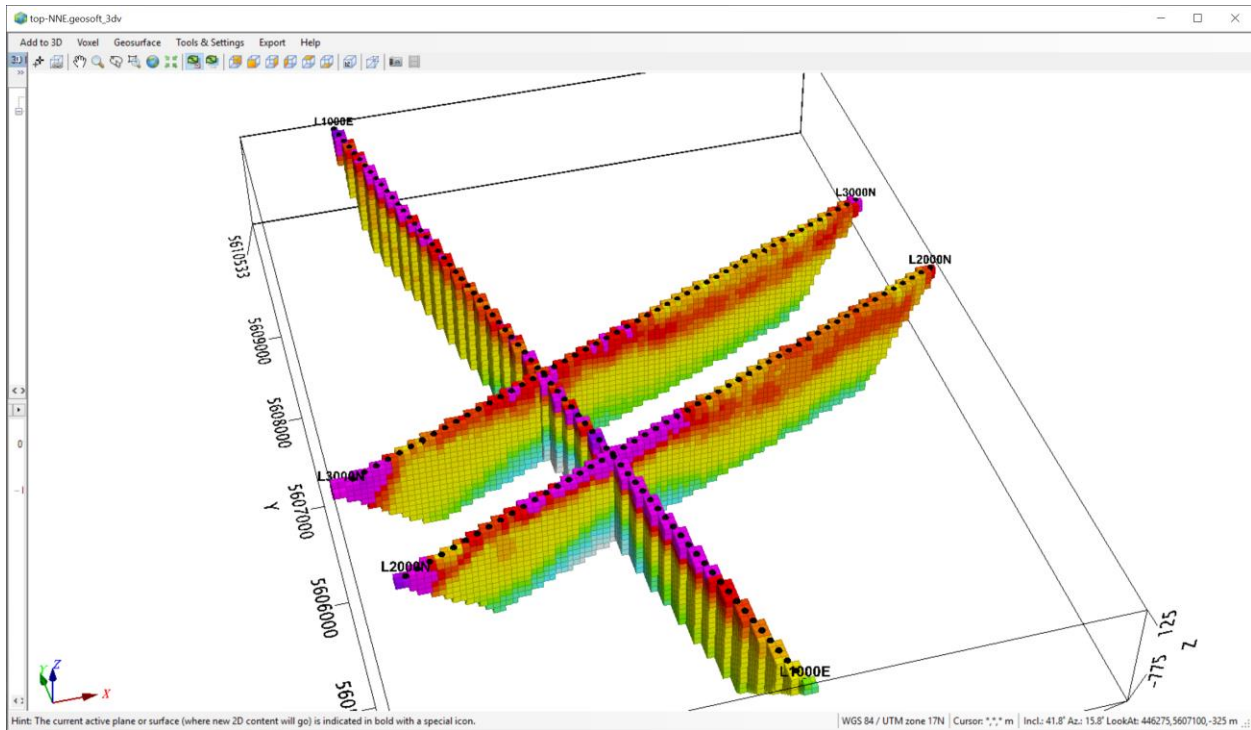 top-NNE.geosoft_3dv
Add to 3D Voxel Geosurface Tools & Settings Export Help
L1000E
L3000N
L2000N
5610533
5609000
5608000
L3000N
5607000
Y
L2000N
5606000
L1000E
125
Z
-775
Y Z
X
0
Hint: The current active plane or surface (where new 2D content will go) is indicated in bold with a special icon.
WGS 84 / UTM zone 17N
Cursor: *,*,* m
Incl.: 41.8° Az.: 15.8° LookAt: 446275,5607100,-325 m